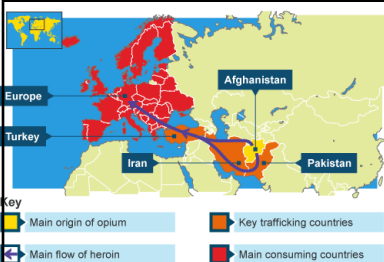 Afghanistan
Europe
Turkey
Iran
Pakistan
Key
Main origin of opium
Key trafficking countries
Main flow of heroin
Main consuming countries